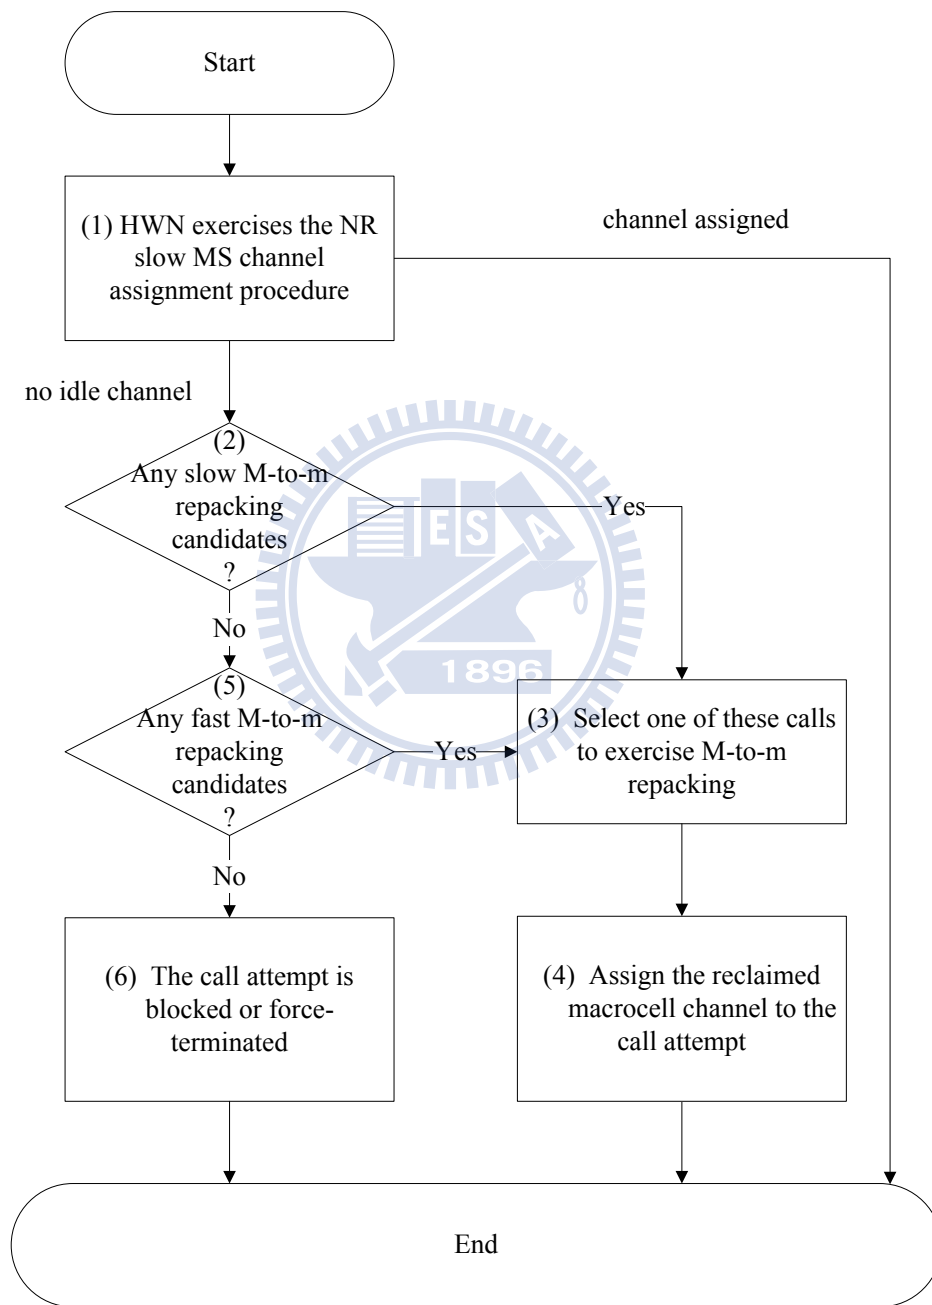 Start
(1) HWN exercises the NR
slow MS channel
assignment procedure
channel assigned
no idle channel
(2)
Any slow M-to-m
repacking
candidates
?
Yes
No
(5)
Any fast M-to-m
repacking
candidates
?
Yes
(3) Select one of these calls
to exercise M-to-m
repacking
No
(6) The call attempt is
blocked or force-
terminated
(4) Assign the reclaimed
macrocell channel to the
call attempt
End
E S A
1896